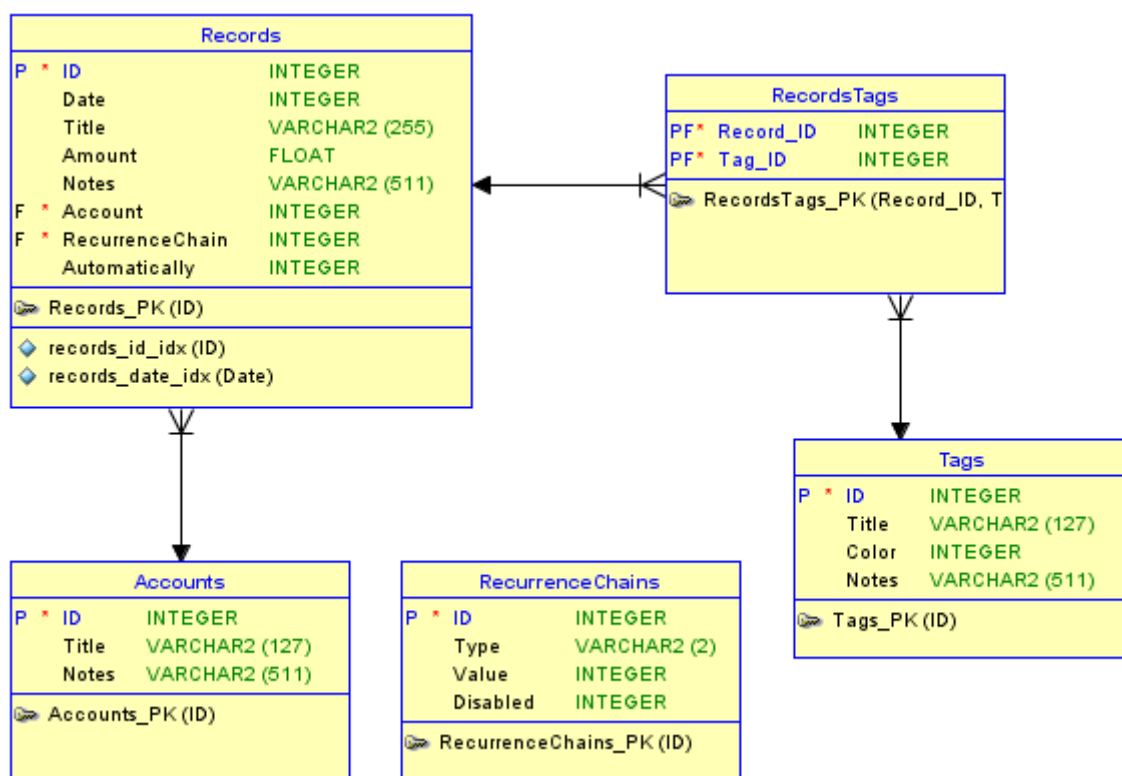 Records
P * ID INTEGER
Date INTEGER
Title VARCHAR2 (255)
Amount FLOAT
Notes VARCHAR2 (511)
F * Account INTEGER
F * RecurrenceChain INTEGER
Automatically INTEGER
Records_PK (ID)
records_id_idx (ID)
records_date_idx (Date)
RecordsTags
PF* Record_ID INTEGER
PF* Tag_ID INTEGER
RecordsTags_PK (Record_ID, T
Tags
P * ID INTEGER
Title VARCHAR2 (127)
Color INTEGER
Notes VARCHAR2 (511)
Tags_PK (ID)
Accounts
P * ID INTEGER
Title VARCHAR2 (127)
Notes VARCHAR2 (511)
Accounts_PK (ID)
RecurrenceChains
P * ID INTEGER
Type VARCHAR2 (2)
Value INTEGER
Disabled INTEGER
RecurrenceChains_PK (ID)